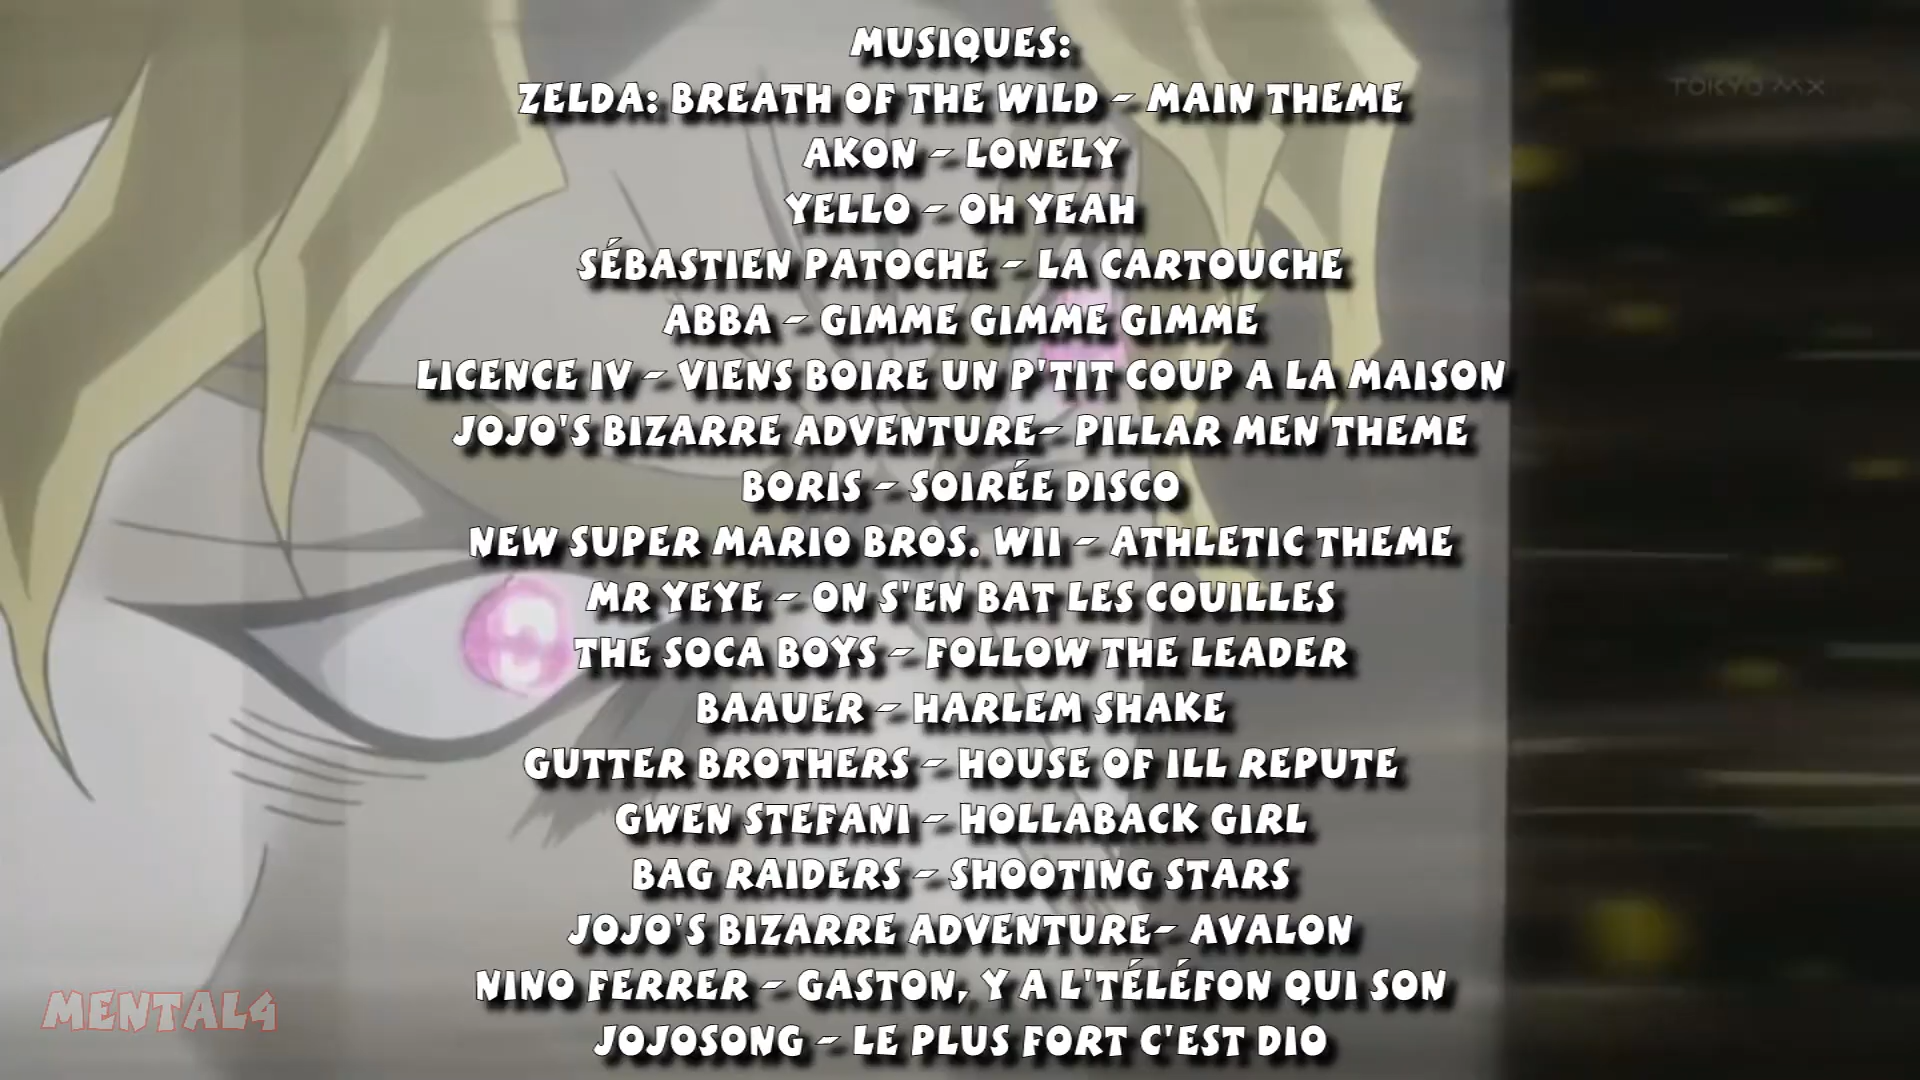 MUSIQUES:
ZELDA: BREATH OF THE WILD - MAIN THEME
TOKYO MX
AKON - LONELY
YELLO - OH YEAH
SÉBASTIEN PATOCHE - LA CARTOUCHE
ABBA - GIMME GIMME GIMME
LICENCE IV - VIENS BOIRE UN P'TIT COUP A LA MAISON
JOJO'S BIZARRE ADVENTURE- PILLAR MEN THEME
BORIS - SOIRÉE DISCO
NEW SUPER MARIO BROS. WII - ATHLETIC THEME
MR YEYE - ON S'EN BAT LES COUILLES
THE SOCA BOYS - FOLLOW THE LEADER
BAAUER - HARLEM SHAKE
GUTTER BROTHERS - HOUSE OF ILL REPUTE
GWEN STEFANI - HOLLABACK GIRL
BAG RAIDERS - SHOOTING STARS
JOJO'S BIZARRE ADVENTURE- AVALON
NINO FERRER - GASTON, Y A L'TÉLÉFON QUI SON
JOJOSONG - LE PLUS FORT C'EST DIO
MENTAL4